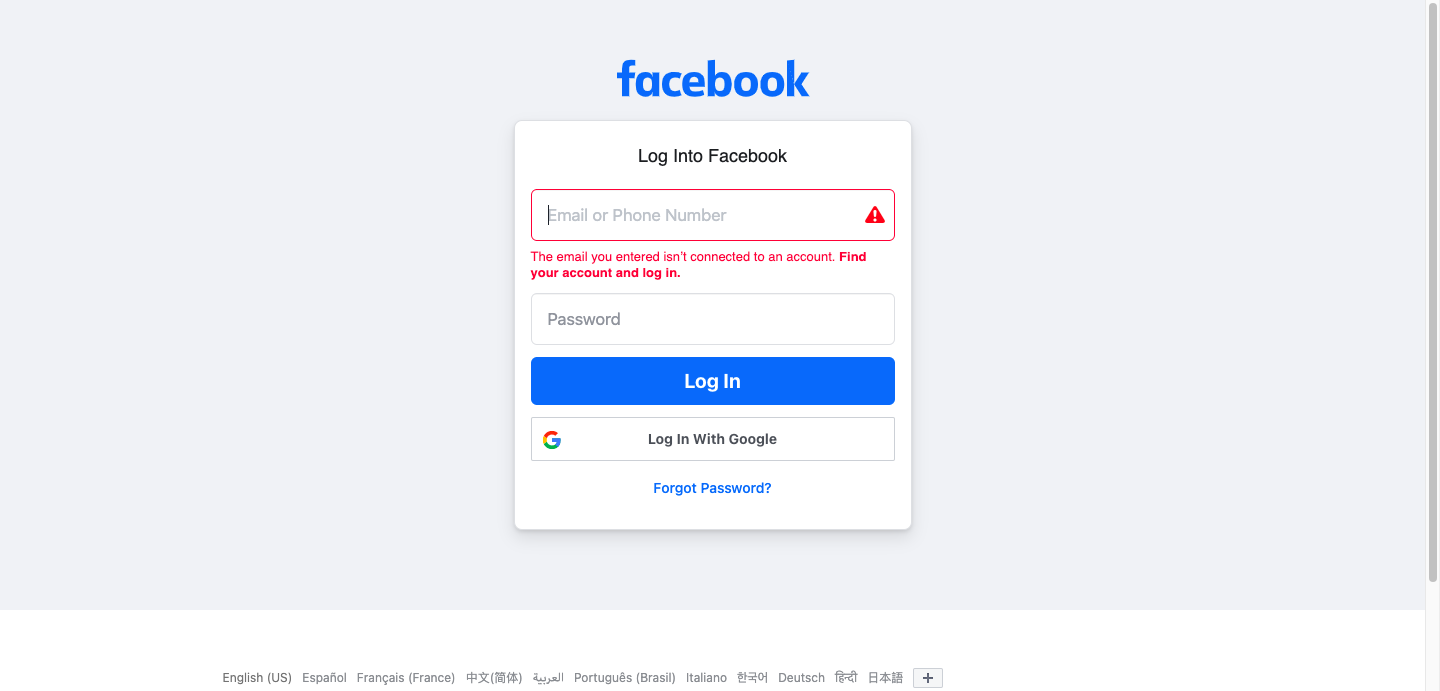 facebook
Log Into Facebook
Email or Phone Number
The email you entered isn’t connected to an account. Find
your account and log in.
Password
Log In
Log In With Google
Forgot Password?
English (US) Español Français (France) 中文(简体) العربية Português (Brasil) Italiano 한국어 Deutsch हिन्दी 日本語 +